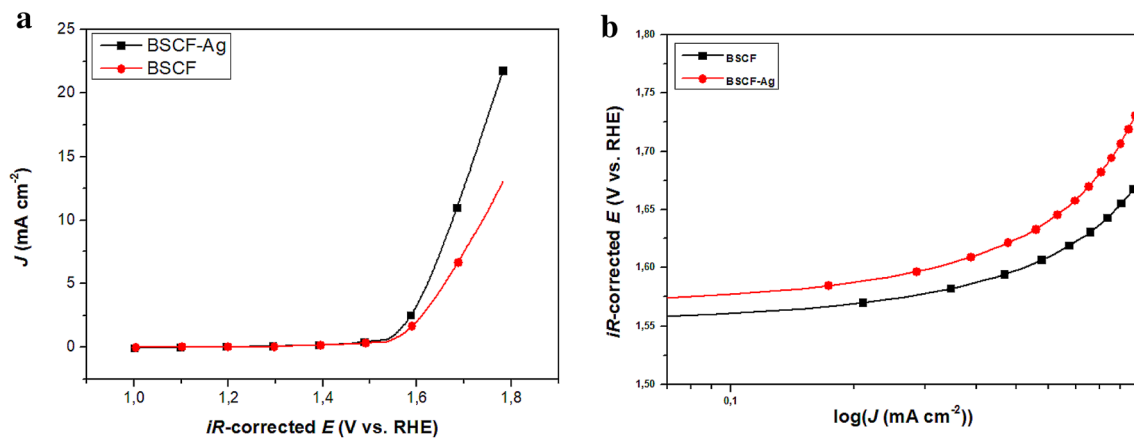 a
25
20
15
10
5
0
J (mA cm-2)
BSCF-Ag
BSCF
1,0
1,2
1,4
1,6
1,8
iR-corrected E (V vs. RHE)
b
1,80
1,75
1,70
1,65
1,60
1,55
1,50
iR-corrected E (V vs. RHE)
BSCF
BSCF-Ag
0,1
log(J (mA cm-2))